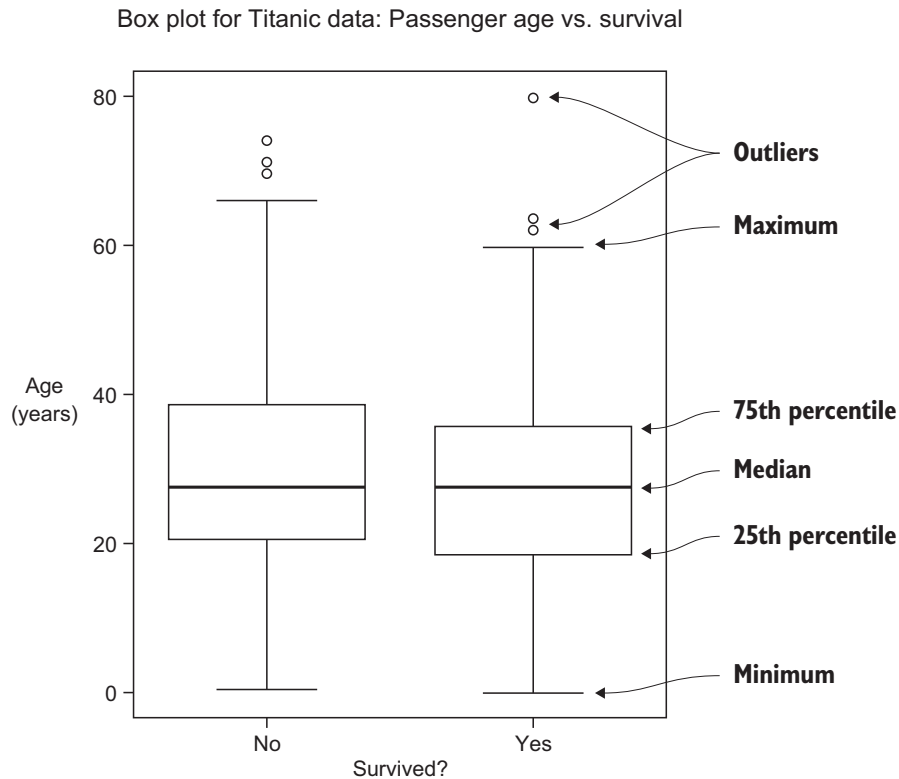 Box plot for Titanic data: Passenger age vs. survival
80
60
40
20
0
Age
(years)
No
Yes
Survived?
Outliers
Maximum
75th percentile
Median
25th percentile
Minimum